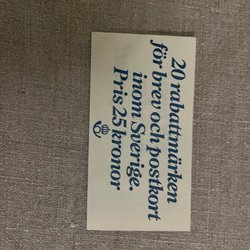 20 rabattmärken
för brev och postkort
inom Sverige.
Pris 25 kronor